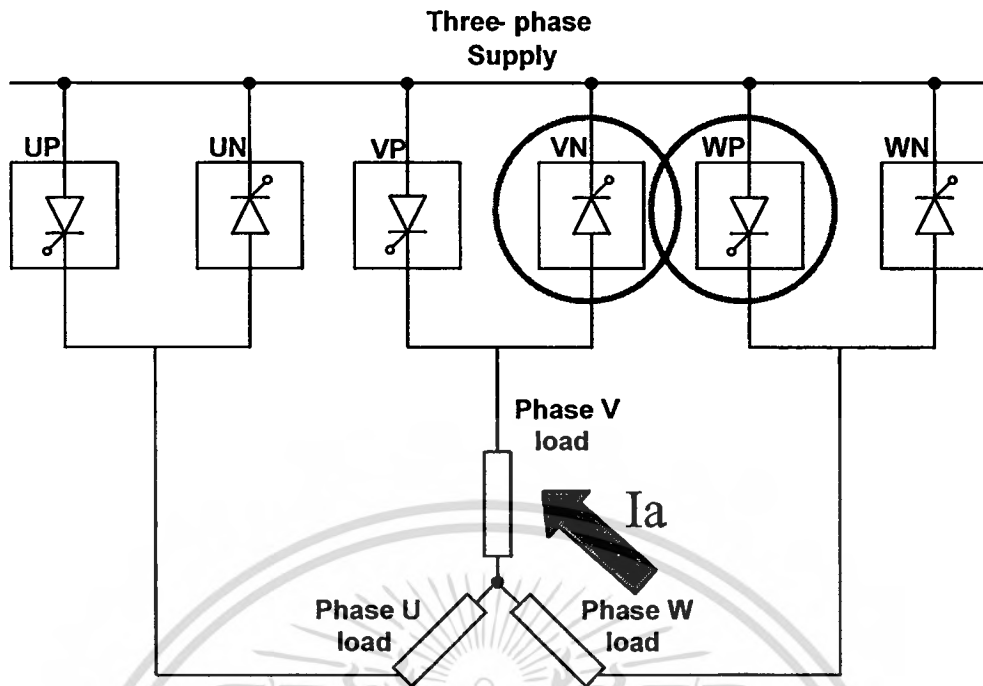 Three- phase
Supply
UP
UN
VP
VN
WP
WN
Phase V
load
Ia
Phase U
load
Phase W
load